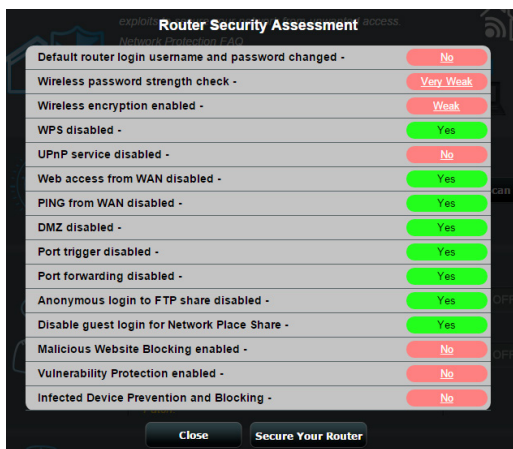 exploits
access.
Router Security Assessment
Network Protection FAQ
Default router login username and password changed - No
Wireless password strength check - Very Weak
Wireless encryption enabled - Weak
WPS disabled - Yes
UPnP service disabled - No
Web access from WAN disabled - Yes
can
PING from WAN disabled - Yes
DMZ disabled - Yes
Port trigger disabled - Yes
Port forwarding disabled - Yes
Anonymous login to FTP share disabled - Yes
OFF
Disable guest login for Network Place Share - Yes
Malicious Website Blocking enabled - No
OFF
Vulnerability Protection enabled - No
Infected Device Prevention and Blocking - No
Close Secure Your Router